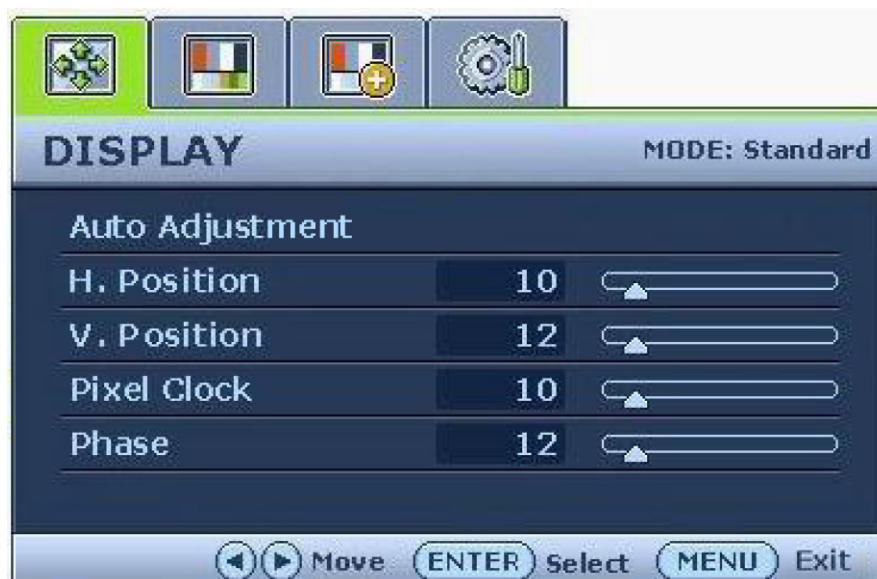 DISPLAY MODE: Standard
Auto Adjustment
H. Position 10
V. Position 12
Pixel Clock 10
Phase 12
Move ENTER Select MENU Exit